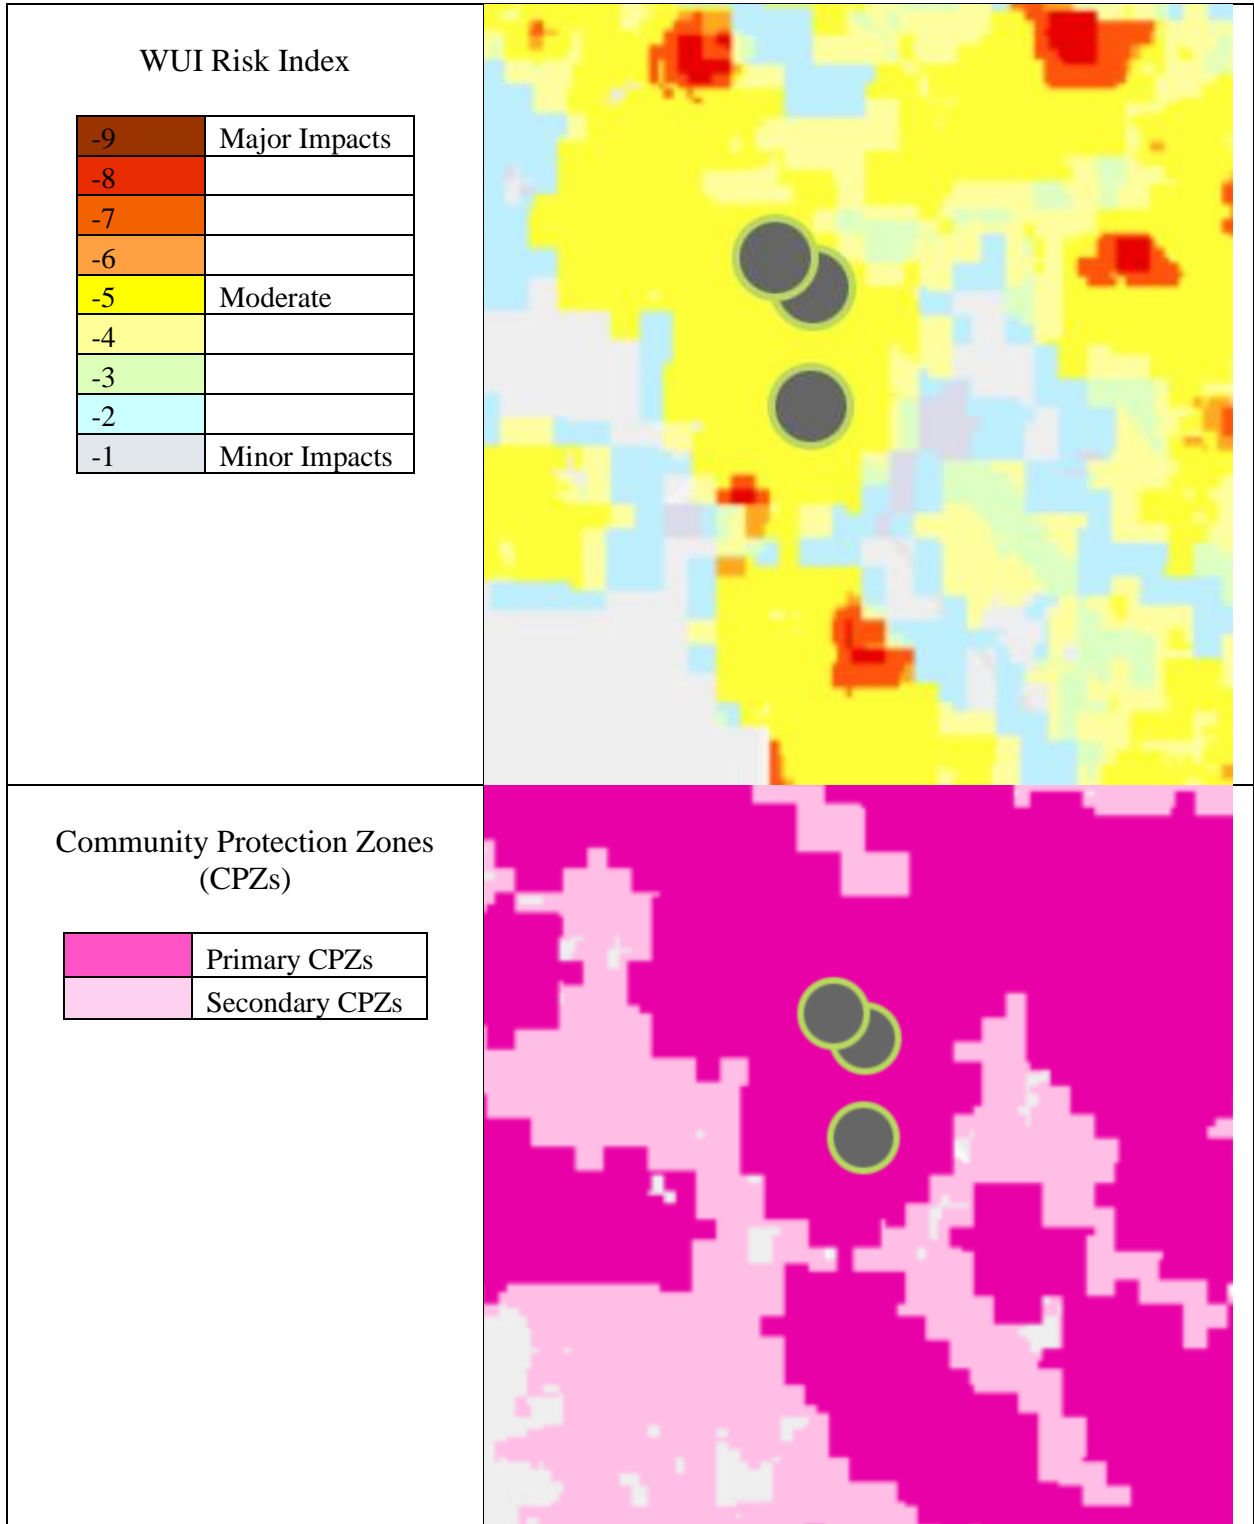 WUI Risk Index
-9 Major Impacts
-8
-7
-6
-5 Moderate
-4
-3
-2
-1 Minor Impacts
Community Protection Zones
(CPZs)
Primary CPZs
Secondary CPZs